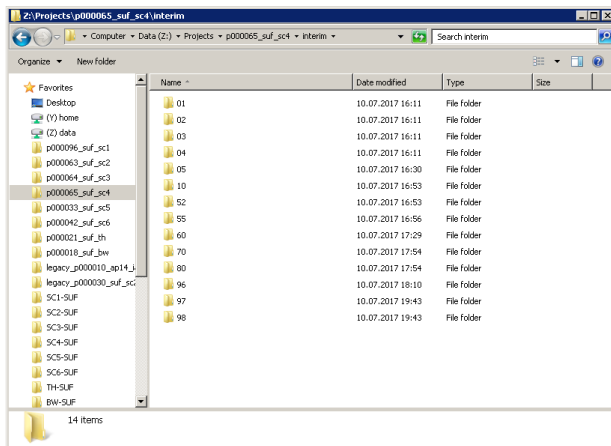 Z:\Projects\p000065_suf_sc4\interim
Computer Data (Z:) Projects p000065_suf_sc4 interim Search interim
Organize New folder
Name Date modified Type Size
Favorites
Desktop
(Y) home
(Z) data
p000096_suf_sc1
p000063_suf_sc2
p000064_suf_sc3
p000065_suf_sc4
p000033_suf_sc5
p000042_suf_sc6
p000021_suf_th
p000018_suf_bw
legacy_p000010_ap14_i
legacy_p000030_suf_sc2
SC1-SUF
SC2-SUF
SC3-SUF
SC4-SUF
SC5-SUF
SC6-SUF
TH-SUF
BW-SUF
01 10.07.2017 16:11 File folder
02 10.07.2017 16:11 File folder
03 10.07.2017 16:11 File folder
04 10.07.2017 16:11 File folder
05 10.07.2017 16:30 File folder
10 10.07.2017 16:53 File folder
52 10.07.2017 16:53 File folder
55 10.07.2017 16:56 File folder
60 10.07.2017 17:29 File folder
70 10.07.2017 17:54 File folder
80 10.07.2017 17:54 File folder
96 10.07.2017 18:10 File folder
97 10.07.2017 19:43 File folder
98 10.07.2017 19:43 File folder
14 items